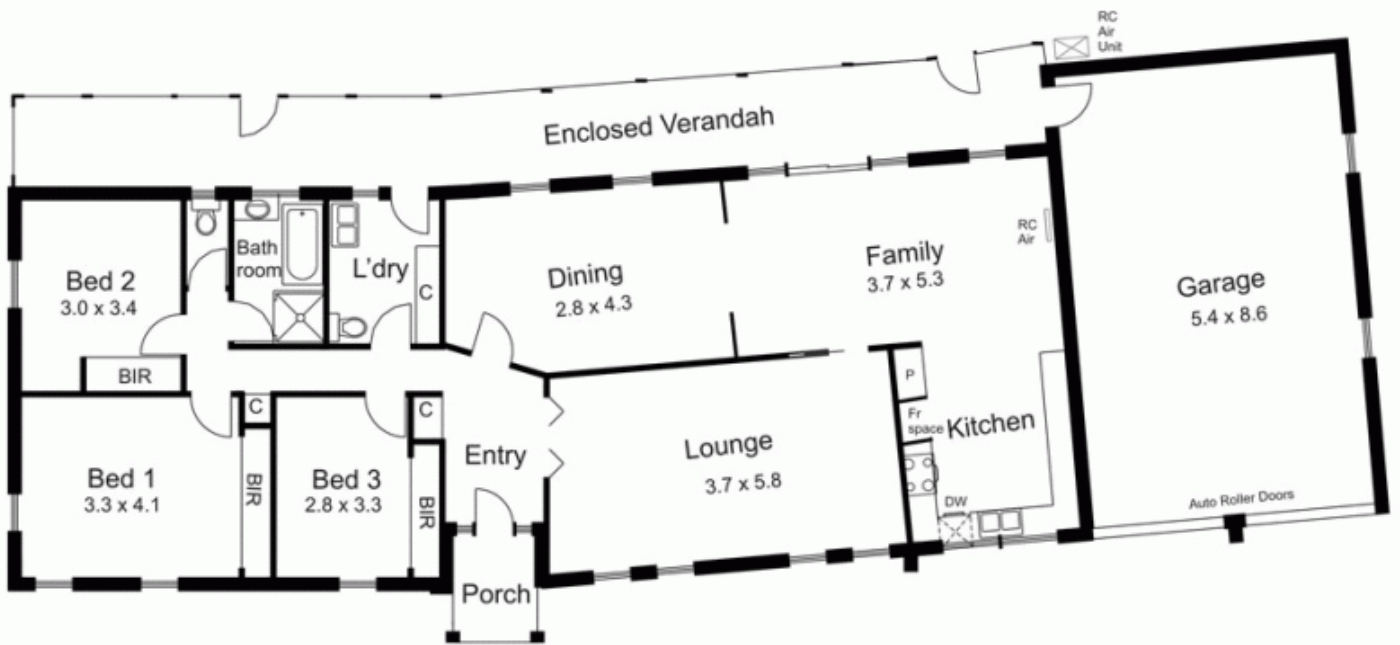 RC
Air
Unit
Enclosed Verandah
Bed 2
3.0 x 3.4
BIR
Bath
room
L'dry
C
Dining
2.8 x 4.3
Family
3.7 x 5.3
RC
Air
Garage
5.4 x 8.6
Auto Roller Doors
Bed 1
3.3 x 4.1
C
BIR
Bed 3
2.8 x 3.3
C
BIR
Entry
Porch
Lounge
3.7 x 5.8
P
Fr
space
Kitchen
DW